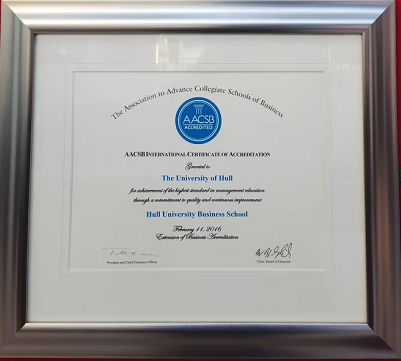 The Association to Advance Collegiate Schools of Business
AACSB
ACCREDITED
AACSB INTERNATIONAL CERTIFICATE OF ACCREDITATION
Granted to
The University of Hull
for achievement of the highest standard in management education
through a commitment to quality and continuous improvement
Hull University Business School
February 11, 2016
Extension of Business Accreditation
President and Chief Executive Officer
Chair, Board of Directors